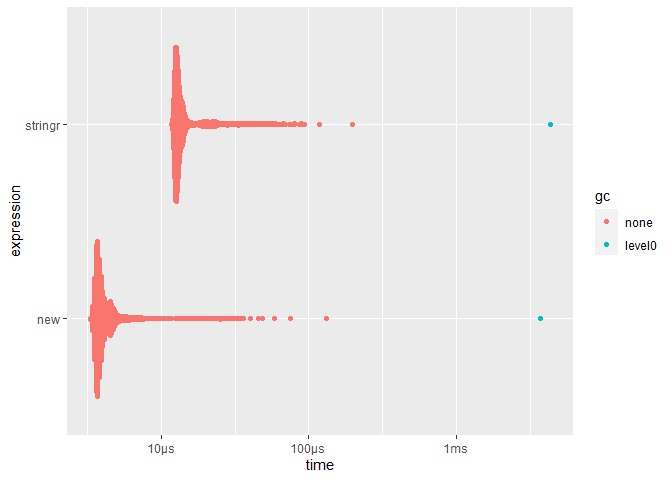 stringr
new
expression
10µs
100µs
1ms
time
gc
none
level0